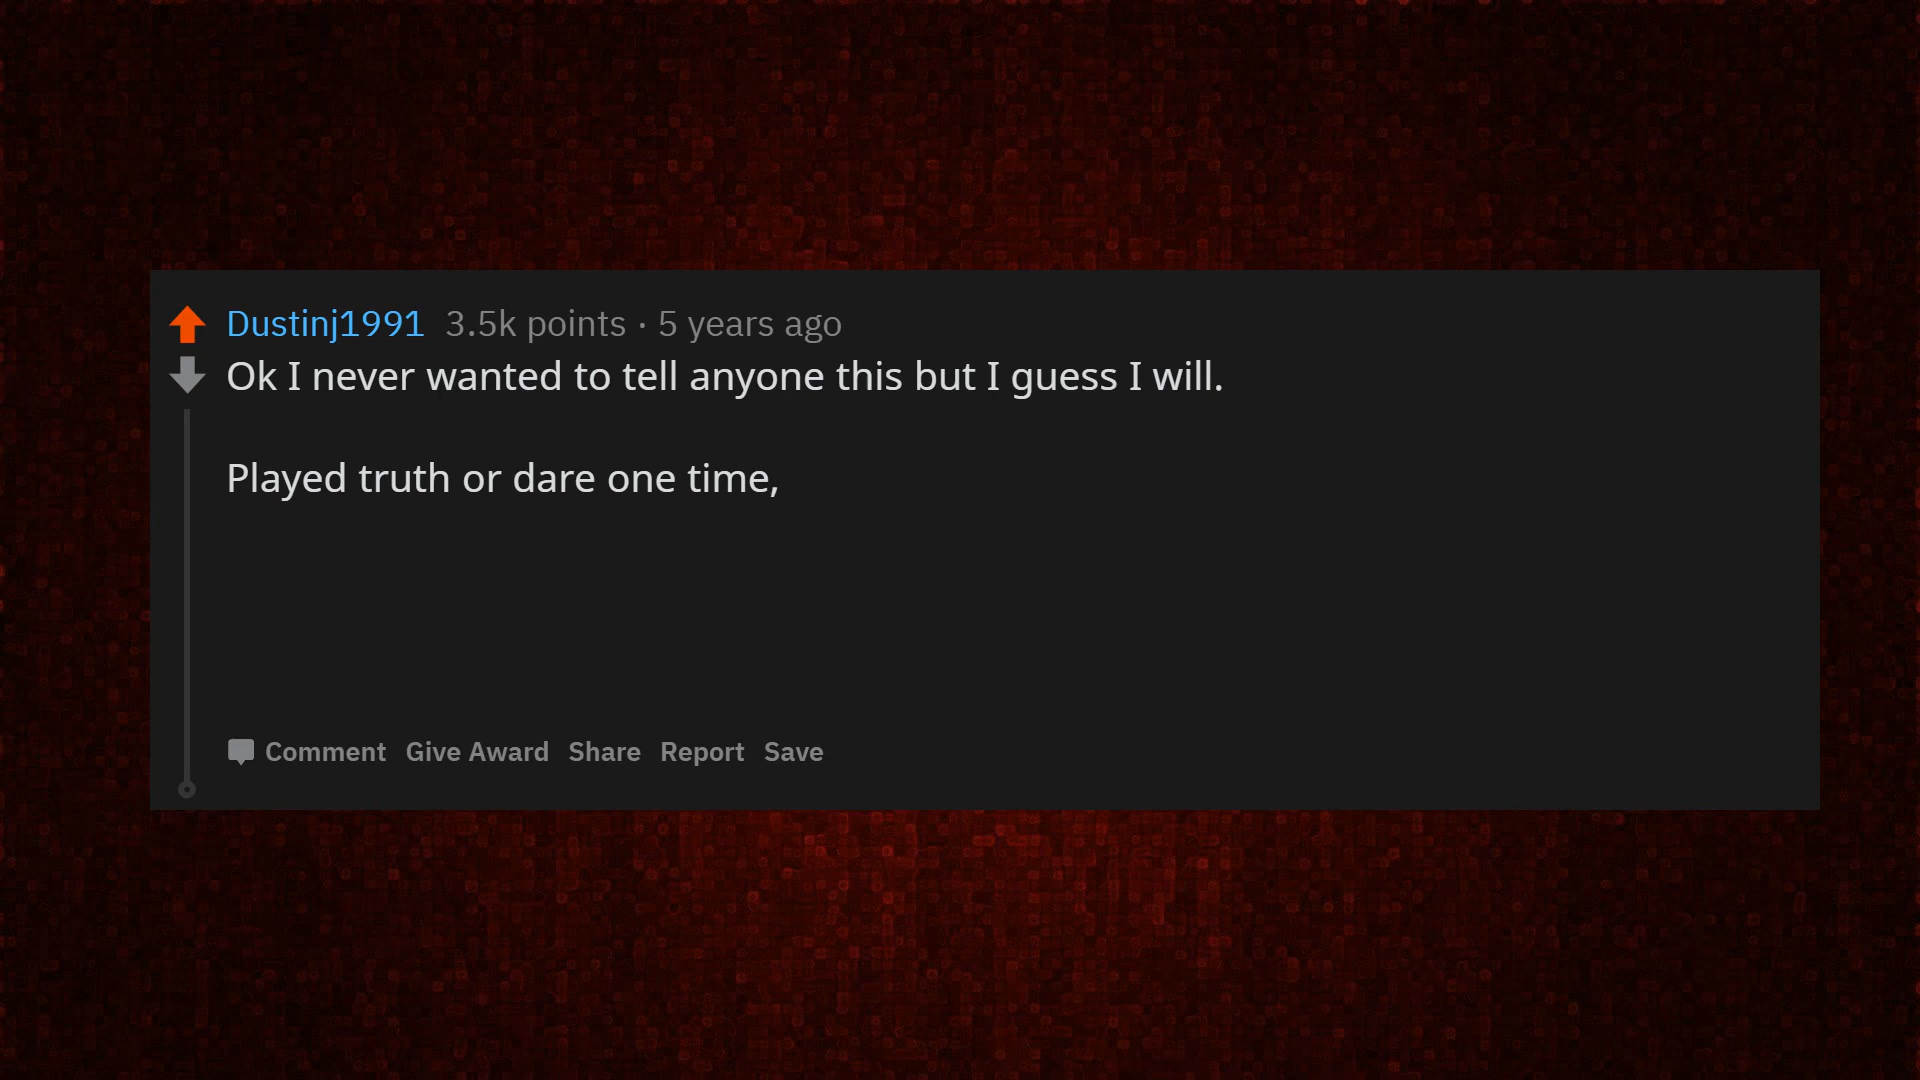 Dustinj1991 3.5k points · 5 years ago
Ok I never wanted to tell anyone this but I guess I will.
Played truth or dare one time,
Comment Give Award Share Report Save